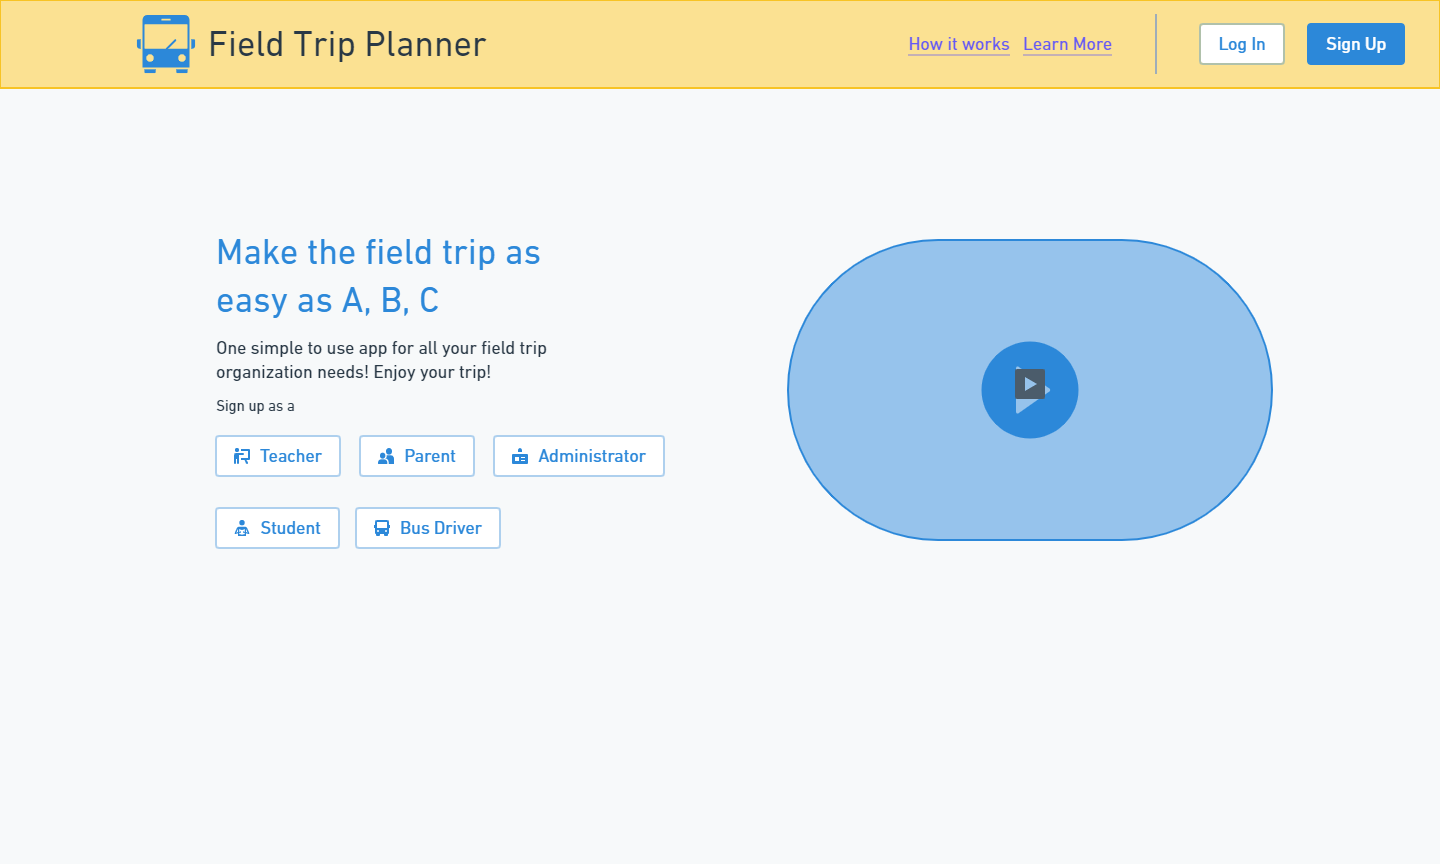 Field Trip Planner
How it works
Learn More
Log In
Sign Up
Make the field trip as
easy as A, B, C
One simple to use app for all your field trip
organization needs! Enjoy your trip!
Sign up as a
Teacher
Parent
Administrator
Student
Bus Driver